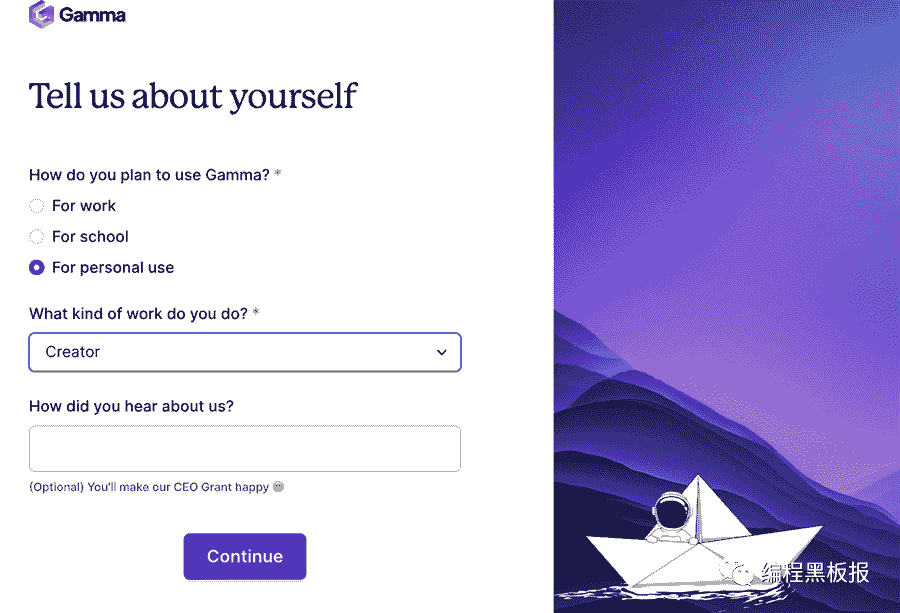 Gamma
Tell us about yourself
How do you plan to use Gamma? *
For work
For school
For personal use
What kind of work do you do? *
Creator
How did you hear about us?
(Optional) You'll make our CEO Grant happy
Continue
编程黑板报